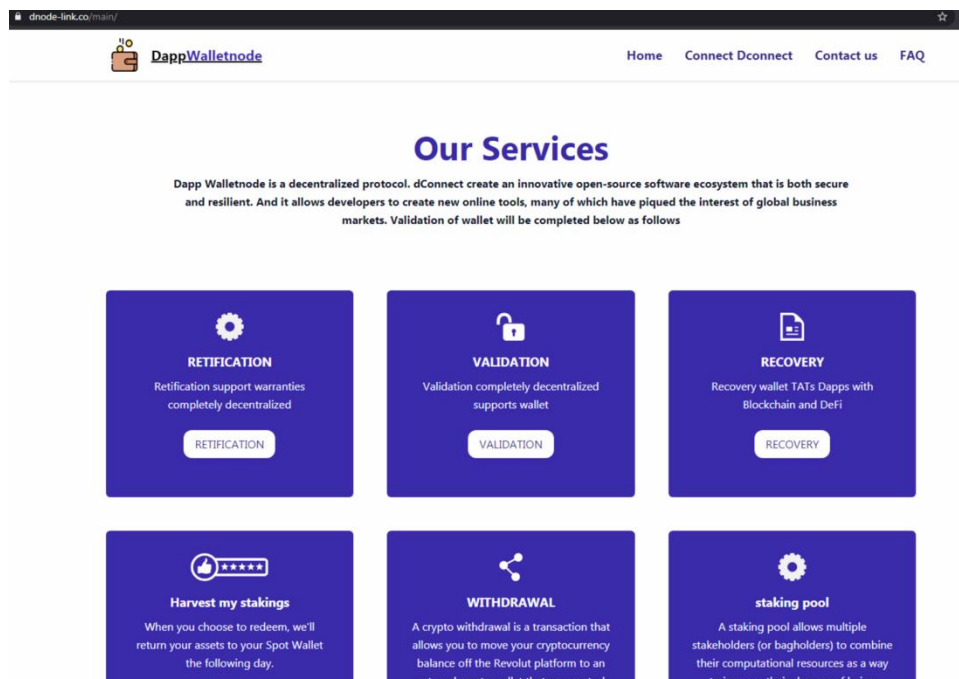 dnode-link.co/main/
DappWalletnode
Home Connect Dconnect Contact us FAQ
Our Services
Dapp Walletnode is a decentralized protocol. dConnect create an innovative open-source software ecosystem that is both secure
and resilient. And it allows developers to create new online tools, many of which have piqued the interest of global business
markets. Validation of wallet will be completed below as follows
RETIFICATION
Retification support warranties
completely decentralized
RETIFICATION
VALIDATION
Validation completely decentralized
supports wallet
VALIDATION
RECOVERY
Recovery wallet TATs Dapps with
Blockchain and DeFi
RECOVERY
Harvest my stakings
When you choose to redeem, we'll
return your assets to your Spot Wallet
the following day.
WITHDRAWAL
A crypto withdrawal is a transaction that
allows you to move your cryptocurrency
balance off the Revolut platform to an
staking pool
A staking pool allows multiple
stakeholders (or bagholders) to combine
their computational resources as a way